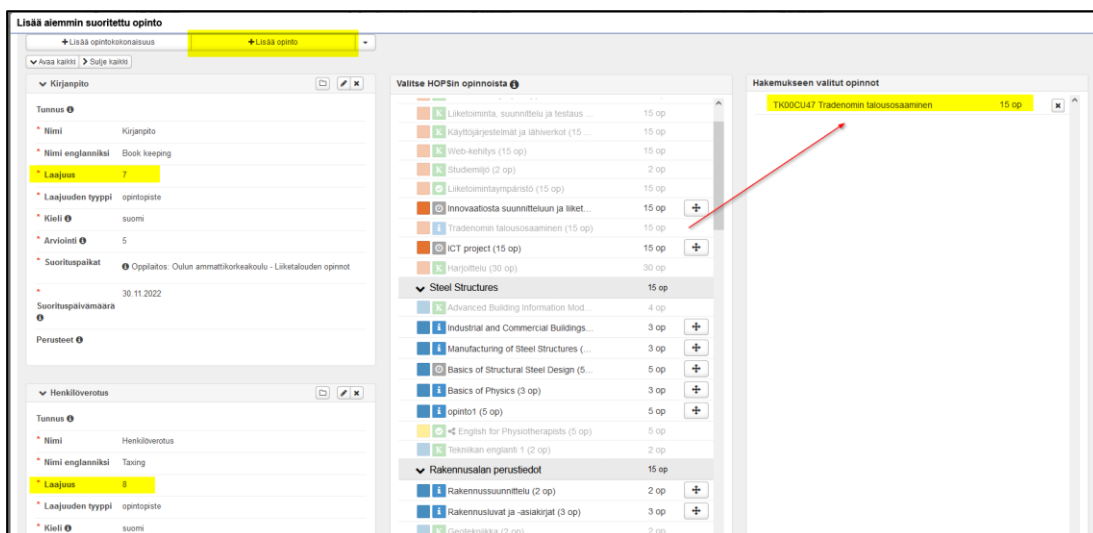 Lisää aiemmin suoritettu opinto
+Lisää opintokokonaisuus
+Lisää opinto
Avaa kaikki
Sulje kaikki
Kirjanpito
Tunnus
* Nimi Kirjanpito
* Nimi englanniksi Book keeping
* Laajuus 7
* Laajuuden tyyppi opintopiste
* Kieli suomi
* Arviointi 5
* Suorituspaikat Oppilaitos: Oulun ammattikorkeakoulu - Liiketalouden opinnot
* Suorituspäivämäärä 30.11.2022
Perusteet
Henkilöverotus
Tunnus
* Nimi Henkilöverotus
* Nimi englanniksi Taxing
* Laajuus 8
* Laajuuden tyyppi opintopiste
* Kieli suomi
Valitse HOPSin opinnoista
K Liiketoiminta, suunnittelu ja testaus ... 15 op
K Käyttöjärjestelmät ja lähiverkot (15 ... 15 op
K Web-kehitys (15 op) 15 op
K Studiemiljö (2 op) 2 op
Liiketoimintaympäristö (15 op) 15 op
Innovaatiosta suunnitteluun ja liiket... 15 op
Tradenomin talousosaaminen (15 op) 15 op
ICT project (15 op) 15 op
K Harjoittelu (30 op) 30 op
Steel Structures 15 op
K Advanced Building Information Mod... 4 op
Industrial and Commercial Buildings... 3 op
Manufacturing of Steel Structures (... 3 op
Basics of Structural Steel Design (5... 5 op
Basics of Physics (3 op) 3 op
opinto1 (5 op) 5 op
English for Physiotherapists (5 op) 5 op
K Tekniikan englanti 1 (2 op) 2 op
Rakennusalan perustiedot 15 op
Rakennussuunnittelu (2 op) 2 op
Rakennusluvat ja -asiakirjat (3 op) 3 op
K Geotekniikka (2 op) 2 op
Hakemukseen valitut opinnot
TK00CU47 Tradenomin talousosaaminen 15 op